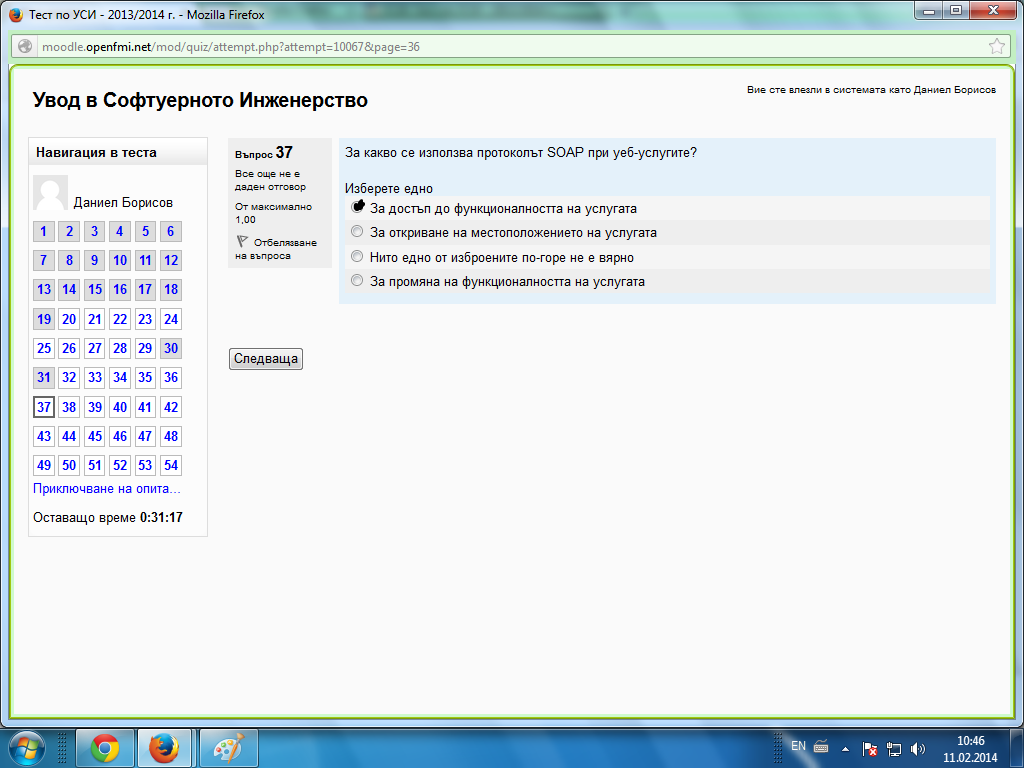 Тест по УСИ - 2013/2014 г. - Mozilla Firefox
moodle.openfmi.net/mod/quiz/attempt.php?attempt=10067&page=36
Вие сте влезли в системата като Даниел Борисов
Увод в Софтуерното Инженерство
Навигация в теста
Даниел Борисов
1 2 3 4 5 6
7 8 9 10 11 12
13 14 15 16 17 18
19 20 21 22 23 24
25 26 27 28 29 30
31 32 33 34 35 36
37 38 39 40 41 42
43 44 45 46 47 48
49 50 51 52 53 54
Приключване на опита...
Оставащо време 0:31:17
Въпрос 37
Все още не е
даден отговор
От максимално
1,00
Отбелязване
на въпроса
За какво се използва протоколът SOAP при уеб-услугите?
Изберете едно
За достъп до функционалността на услугата
За откриване на местоположението на услугата
Нито едно от изброените по-горе не е вярно
За промяна на функционалността на услугата
Следваща
EN
10:46
11.02.2014